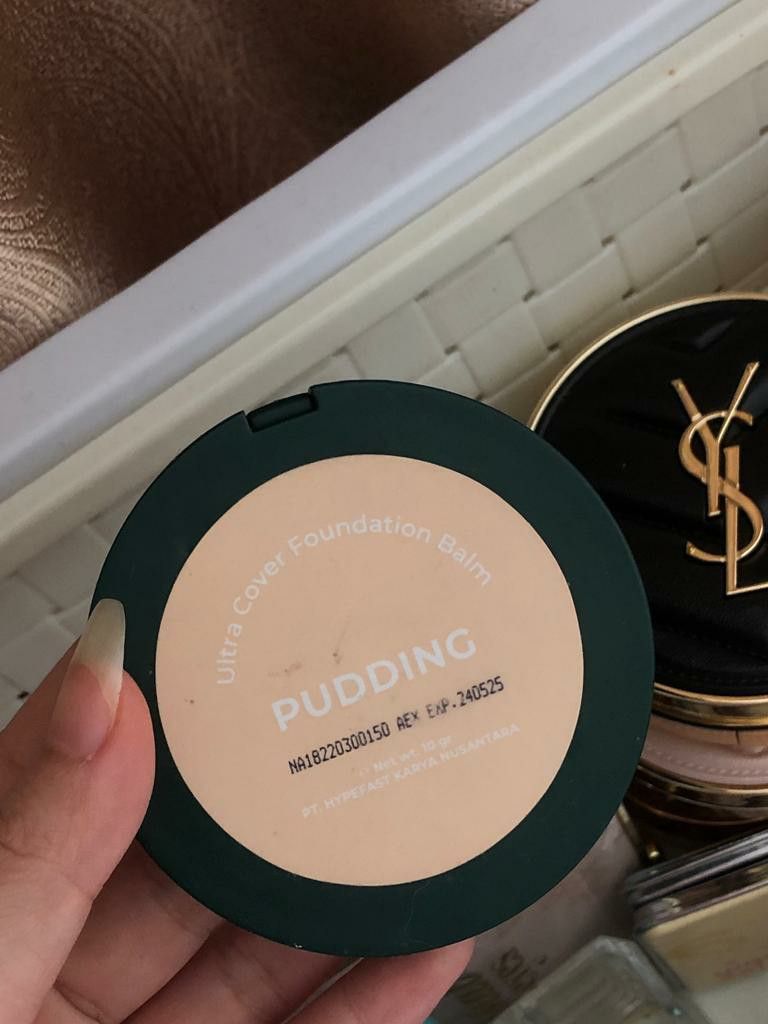 Ultra Cover Foundation Balm
PUDDING
NA18220300150 AEX EXP.240525
Net wt. 10 gr
PT. HYPEFAST KARYA NUSANTARA
YSL